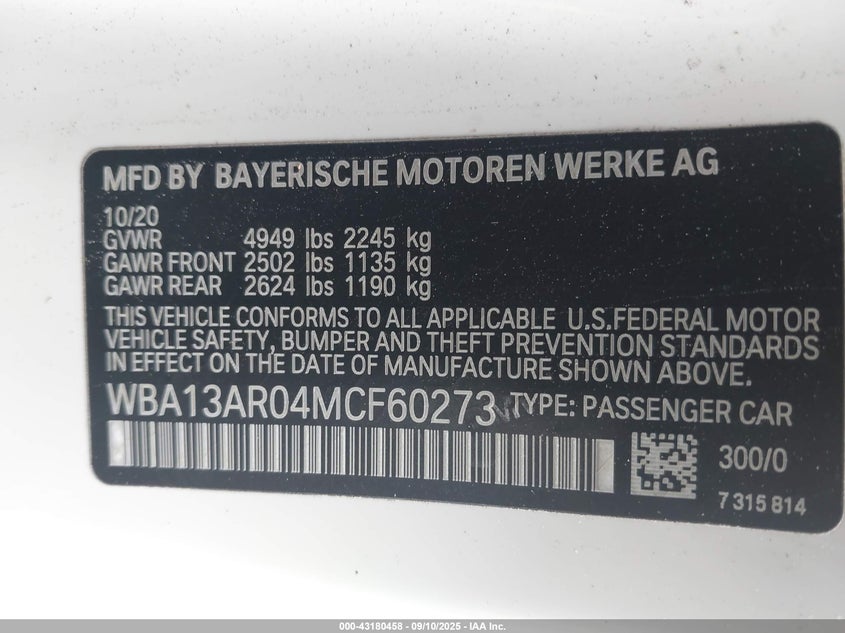 MFD BY BAYERISCHE MOTOREN WERKE AG
10/20
GVWR 4949 lbs 2245 kg
GAWR FRONT 2502 lbs 1135 kg
GAWR REAR 2624 lbs 1190 kg
THIS VEHICLE CONFORMS TO ALL APPLICABLE U.S.FEDERAL MOTOR
VEHICLE SAFETY, BUMPER AND THEFT PREVENTION STANDARDS
IN EFFECT ON THE DATE OF MANUFACTURE SHOWN ABOVE.
WBA13AR04MCF60273 TYPE: PASSENGER CAR
300/0
7 315 814
000-43180458 - 09/10/2025 - IAA Inc.